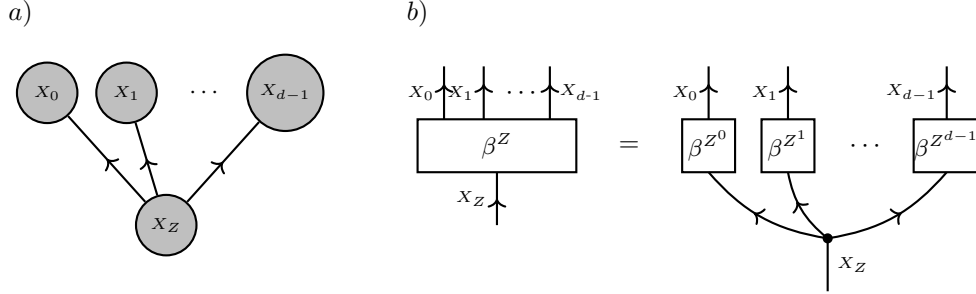 a)
X_0 X_1 ⋯ X_{d−1}
X_Z
b)
X_0 X_1 ⋯ X_{d-1}
β^Z
X_Z
=
X_0 X_1 X_{d−1}
β^{Z^0} β^{Z^1} ⋯ β^{Z^{d−1}}
X_Z